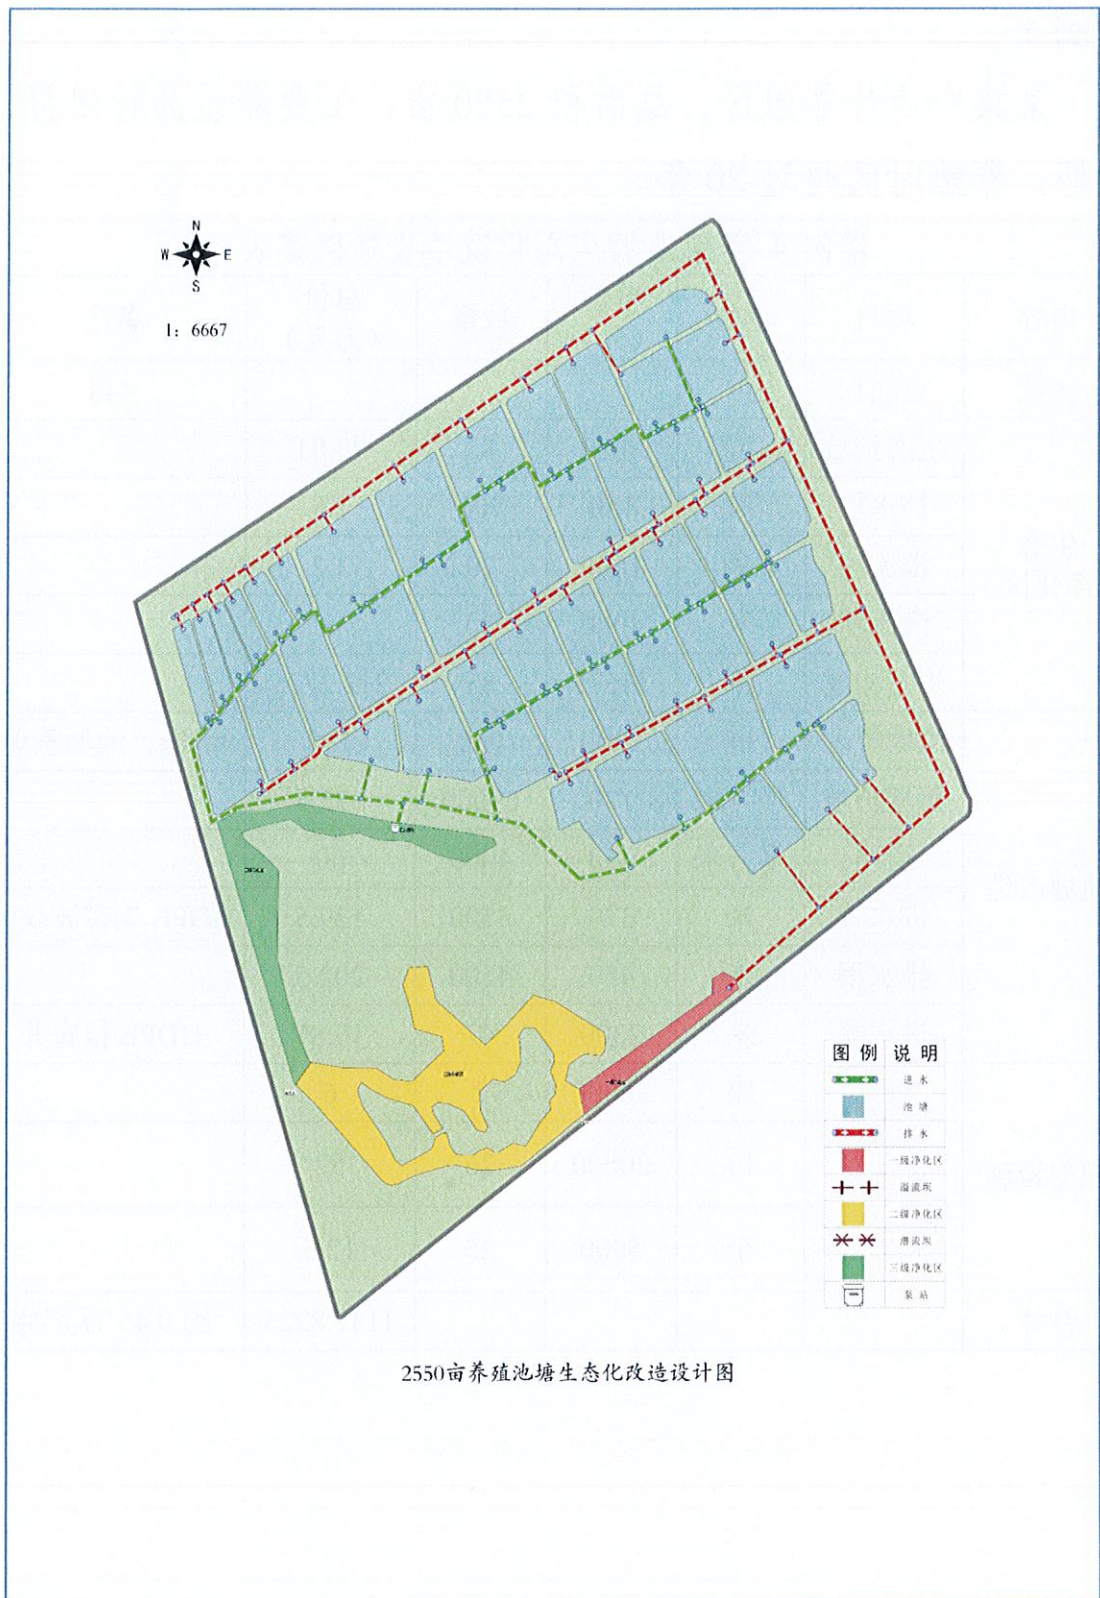 N
W E
S
1: 6667
图 例 说 明
进 水
池 塘
排 水
一级净化区
溢流坝
二级净化区
潜流坝
三级净化区
泵 站
2550亩养殖池塘生态化改造设计图